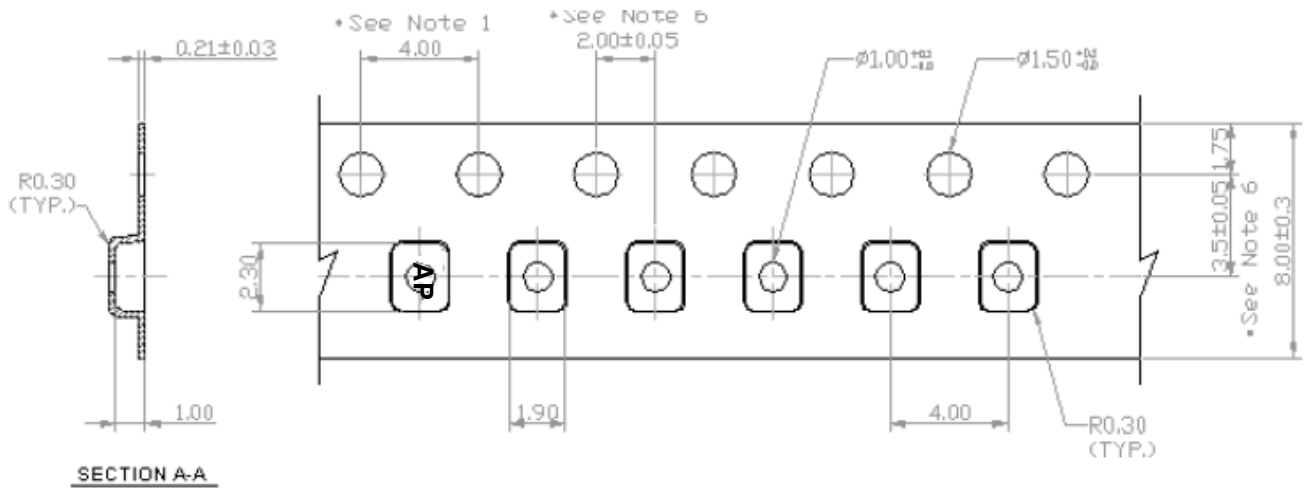 •See Note 1
•See Note 6
0.21±0.03
4.00
2.00±0.05
ø1.00
ø1.50
R0.30
(TYP.)
1.75
3.5±0.05
•See Note 6
8.00±0.3
2.30
AP
1.00
1.90
4.00
R0.30
(TYP.)
SECTION A-A